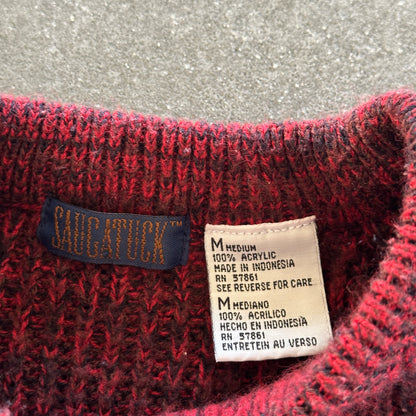 SAUGATUCK™
M MEDIUM
100% ACRYLIC
MADE IN INDONESIA
RN 57861
SEE REVERSE FOR CARE
M MEDIANO
100% ACRILICO
HECHO EN INDONESIA
RN 57861
ENTRETEIN AU VERSO